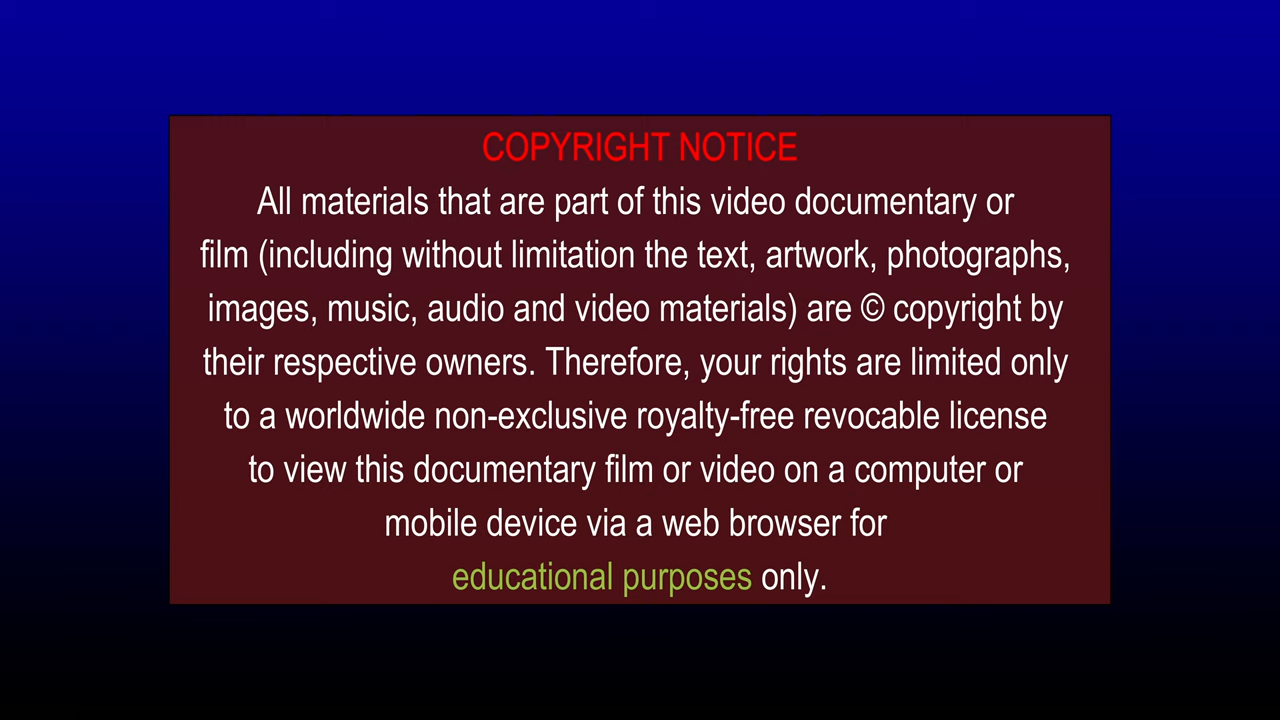 COPYRIGHT NOTICE
All materials that are part of this video documentary or
film (including without limitation the text, artwork, photographs,
images, music, audio and video materials) are © copyright by
their respective owners. Therefore, your rights are limited only
to a worldwide non-exclusive royalty-free revocable license
to view this documentary film or video on a computer or
mobile device via a web browser for
educational purposes only.